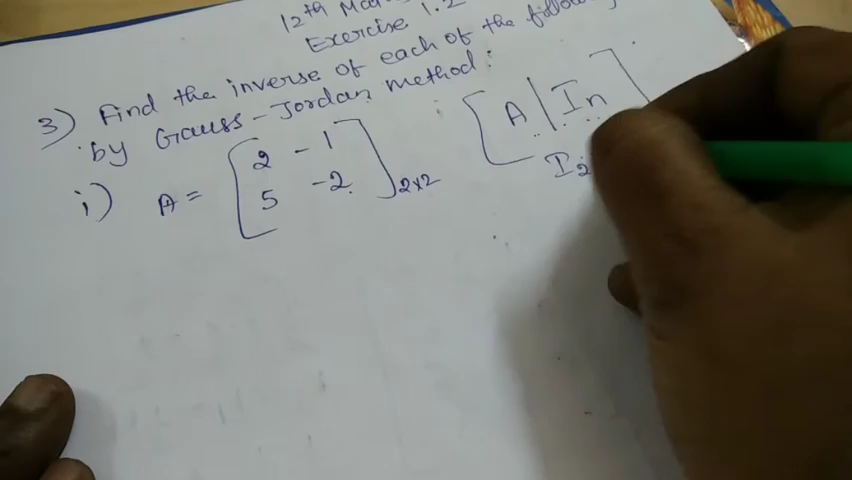 12th
Exercise 1.2
3) Find the inverse of each of the
by Gauss-Jordan method:
[A | In]
I2
i) A = [2 -1
5 -2]2x2